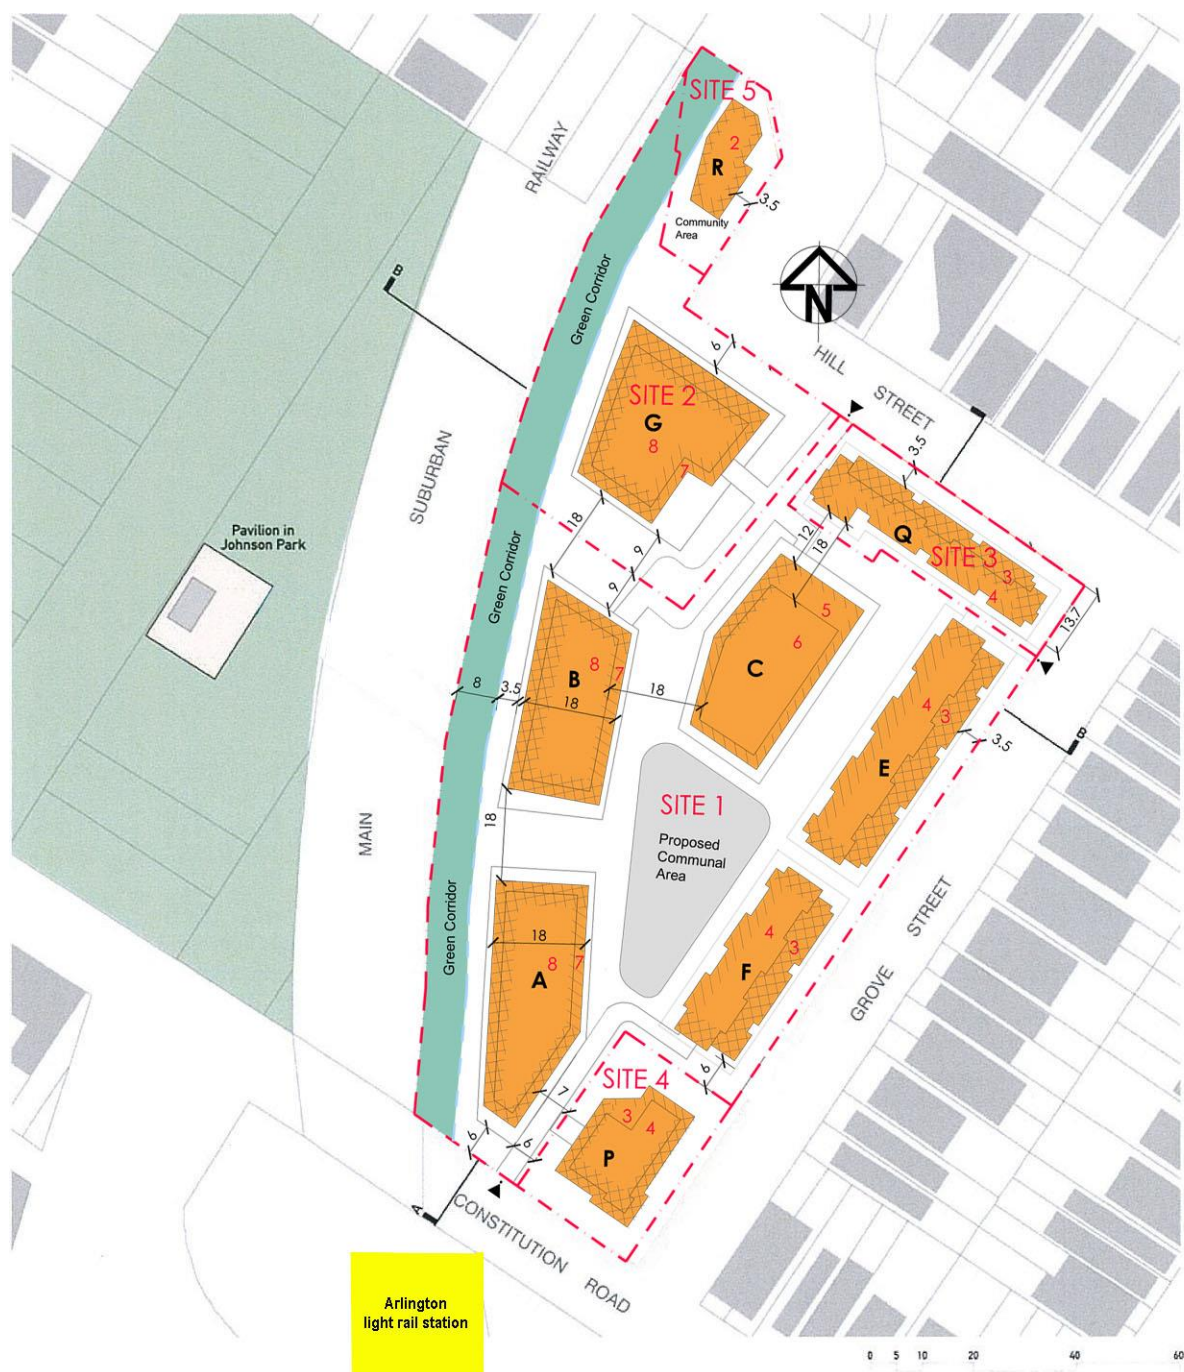 SITE 5
RAILWAY
2
R
3.5
Community
Area
B
Green Corridor
N
HILL STREET
6
SITE 2
G
8
7
3.5
SUBURBAN
Q
SITE 3
3
4
18
9
9
12
18
Pavilion in
Johnson Park
Green Corridor
5
6
C
13.7
8
7
B
8
3.5
18
18
4
3
E
3.5
B
SITE 1
Proposed
Communal
Area
18
MAIN
Green Corridor
18
8
7
A
4
3
F
GROVE STREET
6
SITE 4
7
3
4
P
6
6
A
CONSTITUTION ROAD
Arlington
light rail station
0 5 10 20 40 60